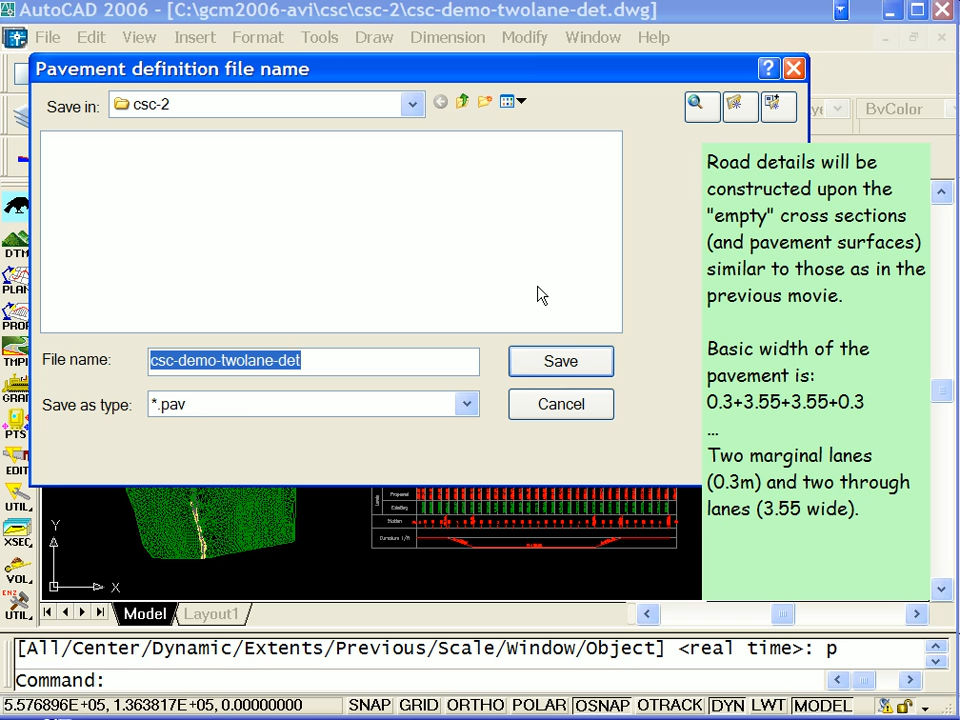 AutoCAD 2006 - [C:\gcm2006-avi\csc\csc-2\csc-demo-twolane-det.dwg]
File Edit View Insert Format Tools Draw Dimension Modify Window Help
Pavement definition file name
Save in: csc-2
ByColor
File name: csc-demo-twolane-det
Save
Save as type: *.pav
Cancel
Road details will be
constructed upon the
"empty" cross sections
(and pavement surfaces)
similar to those as in the
previous movie.
Basic width of the
pavement is:
0.3+3.55+3.55+0.3
...
Two marginal lanes
(0.3m) and two through
lanes (3.55 wide).
DTM
PLAN
PROF
TMPL
GRAD
PTS
EDIT
UTIL
XSEC
VOL
UTIL
Y
X
Model Layout1
[All/Center/Dynamic/Extents/Previous/Scale/Window/Object] <real time>: p
Command:
5.576896E+05, 1.363817E+05, 0.00000000 SNAP GRID ORTHO POLAR OSNAP OTRACK DYN LWT MODEL